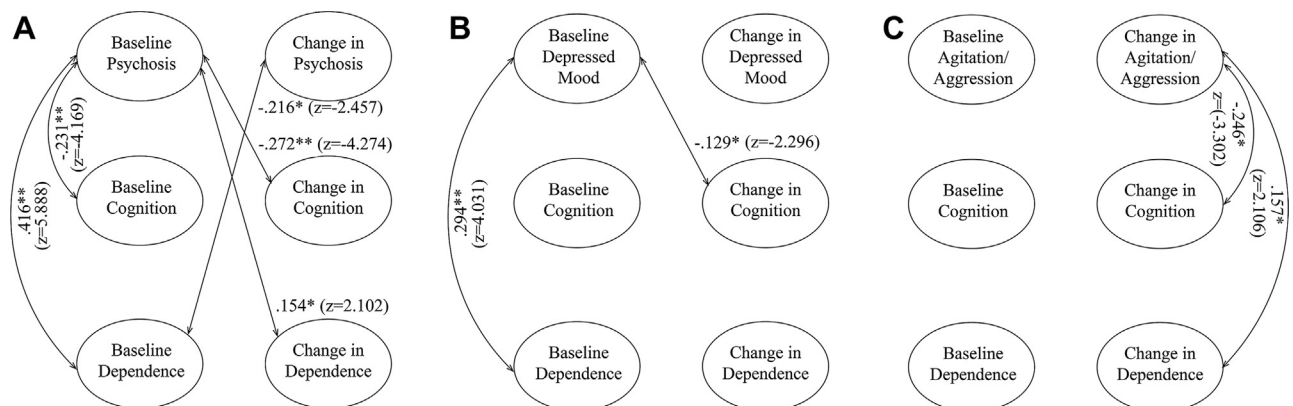 A
Baseline
Psychosis
Change in
Psychosis
-.216* (z=-2.457)
-.272** (z=-4.274)
-.231**
(z=-4.169)
.416**
(z=5.888)
Baseline
Cognition
Change in
Cognition
.154* (z=2.102)
Baseline
Dependence
Change in
Dependence
B
Baseline
Depressed
Mood
Change in
Depressed
Mood
-.129* (z=-2.296)
.294**
(z=4.031)
Baseline
Cognition
Change in
Cognition
Baseline
Dependence
Change in
Dependence
C
Baseline
Agitation/
Aggression
Change in
Agitation/
Aggression
-.246*
z=(-3.302)
.157*
(z=2.106)
Baseline
Cognition
Change in
Cognition
Baseline
Dependence
Change in
Dependence